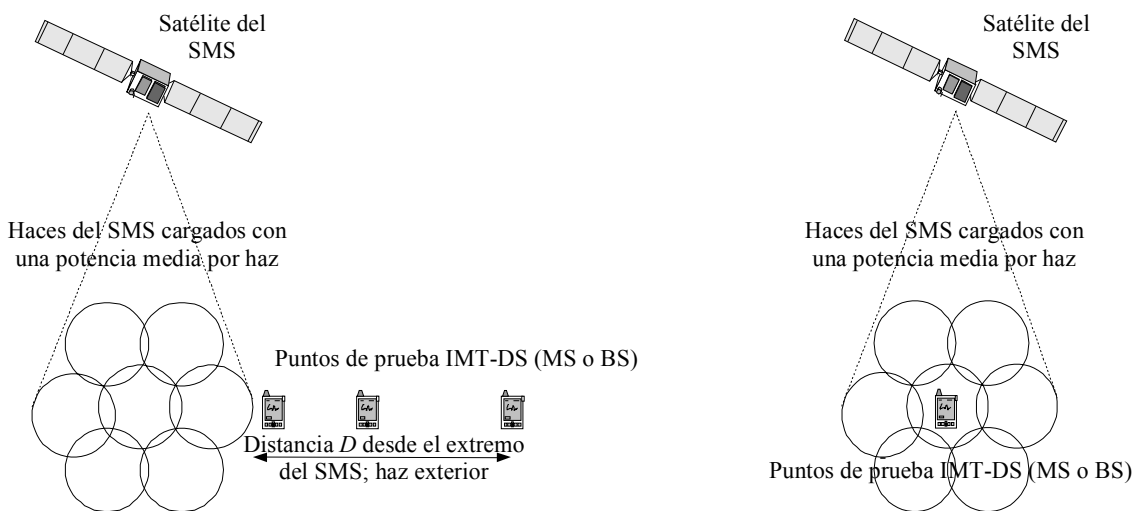 Satélite del
SMS
Haces del SMS cargados con
una potencia media por haz
Puntos de prueba IMT-DS (MS o BS)
Distancia D desde el extremo
del SMS; haz exterior
Satélite del
SMS
Haces del SMS cargados con
una potencia media por haz
Puntos de prueba IMT-DS (MS o BS)